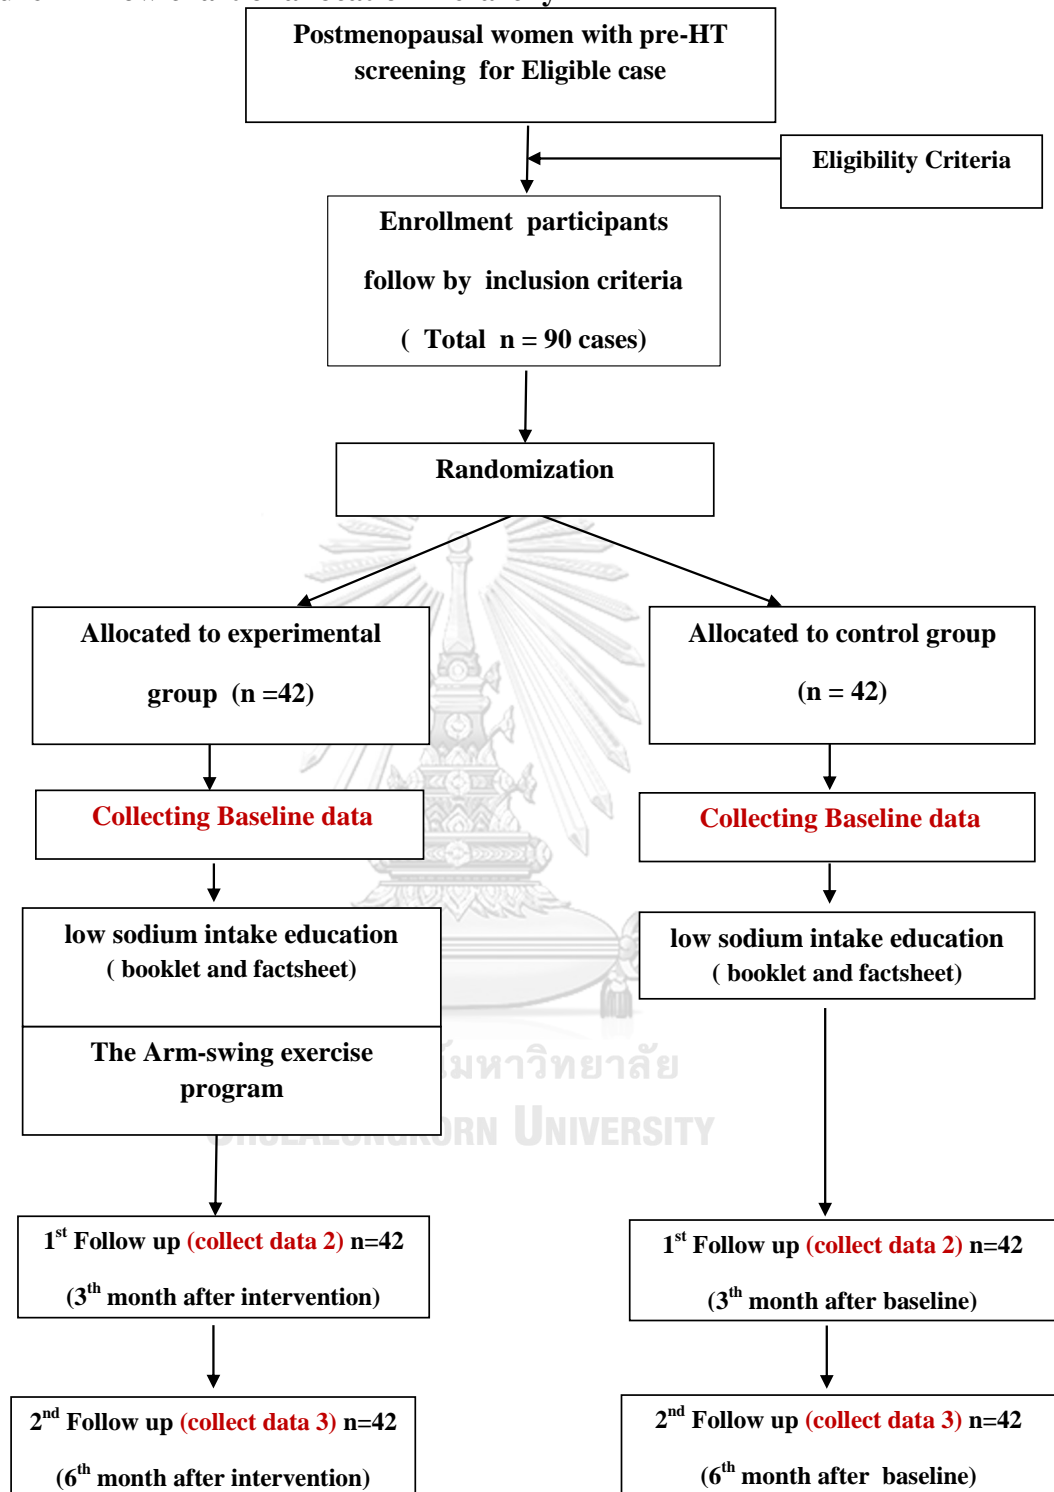 Postmenopausal women with pre-HT
screening for Eligible case
Eligibility Criteria
Enrollment participants
follow by inclusion criteria
( Total n = 90 cases)
Randomization
Allocated to experimental
group (n =42)
Allocated to control group
(n = 42)
Collecting Baseline data
Collecting Baseline data
low sodium intake education
( booklet and factsheet)
low sodium intake education
( booklet and factsheet)
The Arm-swing exercise
program
มหาวิทยาลัย
UNIVERSITY
1st Follow up (collect data 2) n=42
(3th month after intervention)
1st Follow up (collect data 2) n=42
(3th month after baseline)
2nd Follow up (collect data 3) n=42
(6th month after intervention)
2nd Follow up (collect data 3) n=42
(6th month after baseline)